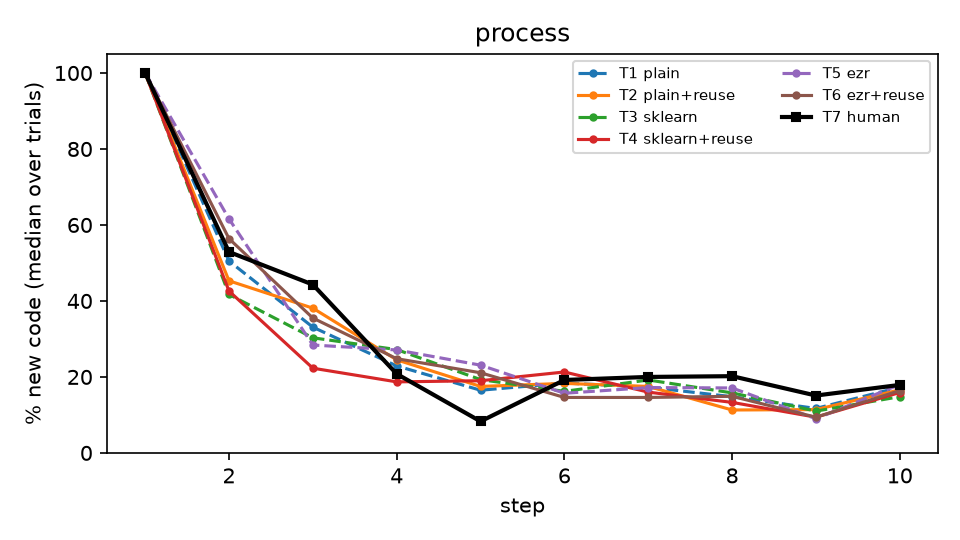 process
% new code (median over trials)
100
80
60
40
20
0
T1 plain
T2 plain+reuse
T3 sklearn
T4 sklearn+reuse
T5 ezr
T6 ezr+reuse
T7 human
2 4 6 8 10
step